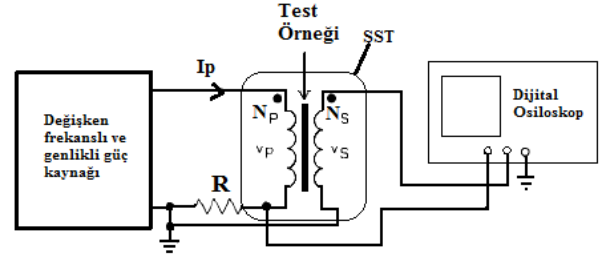 Test
Örneği
SST
Ip
Değişken
frekanslı ve
genlikli güç
kaynağı
NP
NS
vP
vS
R
Dijital
Osiloskop